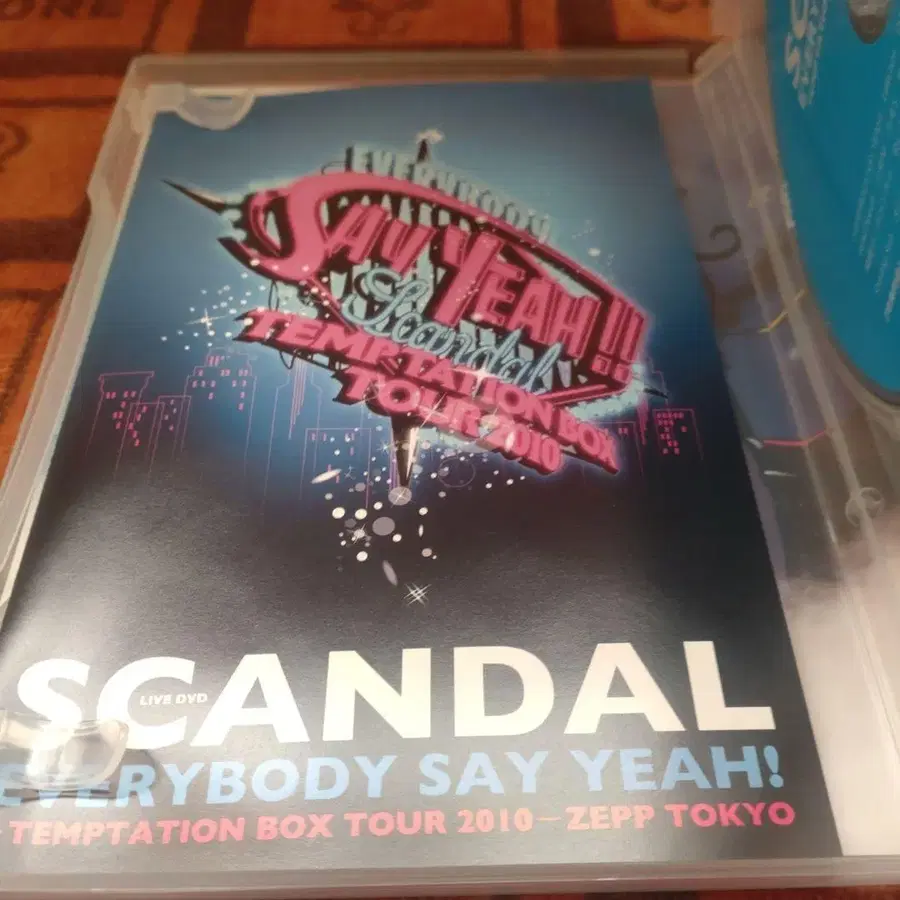 EVERYBODY
SAY YEAH!!
Scandal
TEMPTATION BOX
TOUR 2010
SCANDAL
LIVE DVD
EVERYBODY SAY YEAH!
TEMPTATION BOX TOUR 2010－ZEPP TOKYO